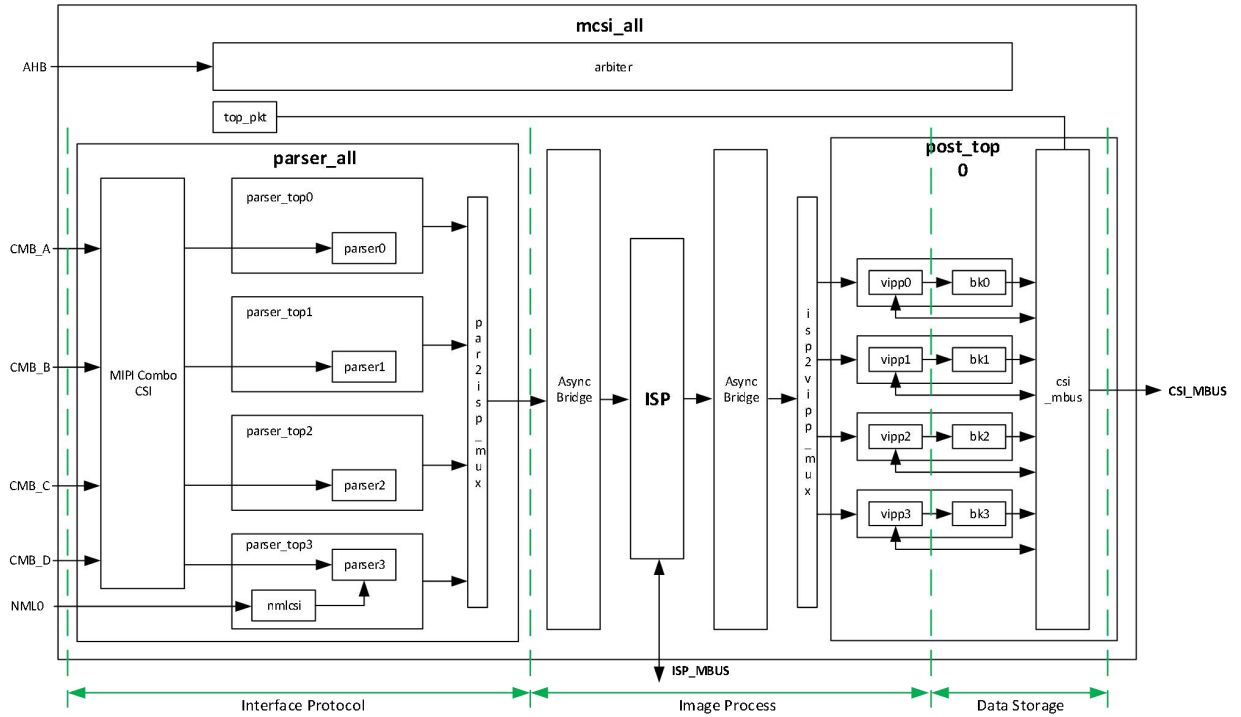 mcsi_all
AHB
arbiter
top_pkt
parser_all
post_top
0
parser_top0
CMB_A
parser0
parser_top1
CMB_B
parser1
MIPI Combo
CSI
parser_top2
CMB_C
parser2
parser_top3
CMB_D
parser3
NML0
nmlcsi
par2isp_mux
Async
Bridge
ISP
Async
Bridge
isp2vipp_mux
vipp0
bk0
vipp1
bk1
vipp2
bk2
vipp3
bk3
csi
_mbus
CSI_MBUS
ISP_MBUS
Interface Protocol
Image Process
Data Storage